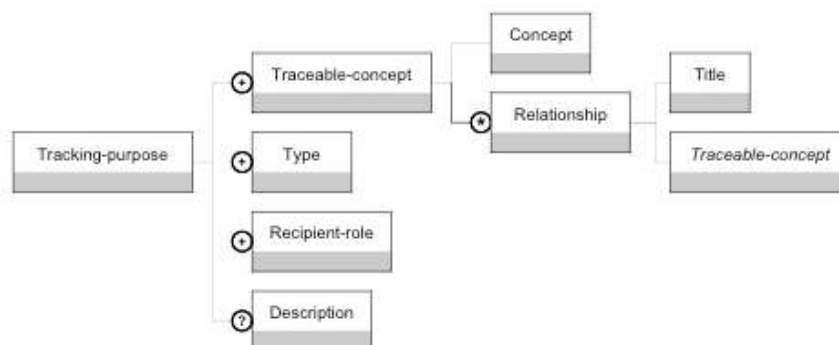 Concept
Traceable-concept
Title
+
Relationship
*
Tracking-purpose
Type
+
Traceable-concept
Recipient-role
+
Description
?